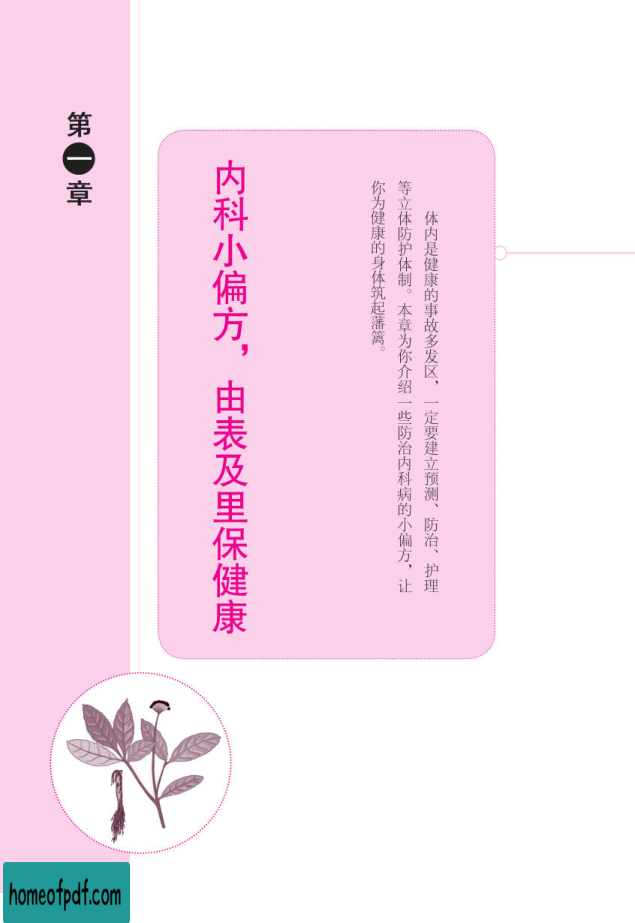 第一章
内科小偏方，由表及里保健康
体内是健康的事故多发区，一定要建立预测、防治、护理
等立体防护体制。本章为你介绍一些防治内科病的小偏方，让
你为健康的身体筑起藩篱。
homeofpdf.com